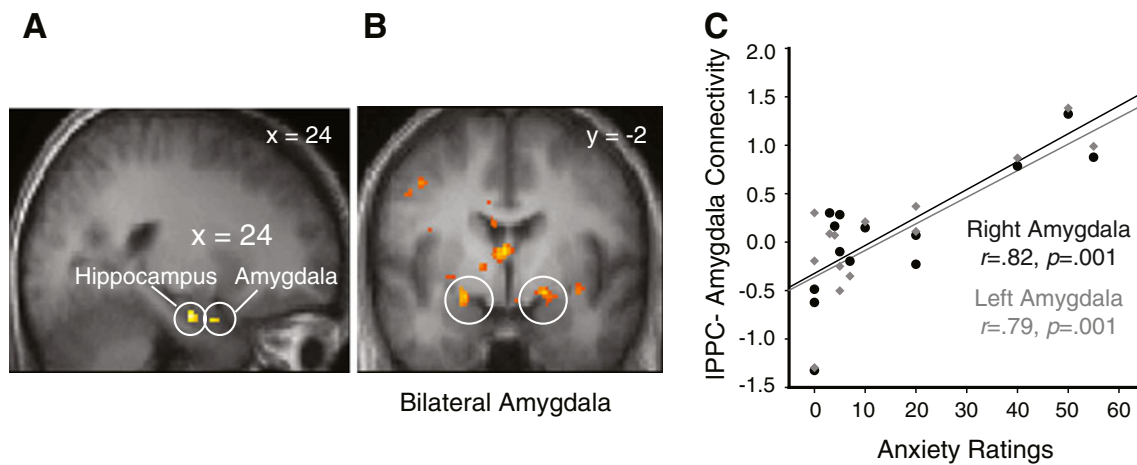 A
x = 24
x = 24
Hippocampus Amygdala
B
y = -2
Bilateral Amygdala
C
lPPC- Amygdala Connectivity
2.0
1.5
1.0
0.5
0.0
-0.5
-1.0
-1.5
Right Amygdala
r=.82, p=.001
Left Amygdala
r=.79, p=.001
0 10 20 30 40 50 60
Anxiety Ratings